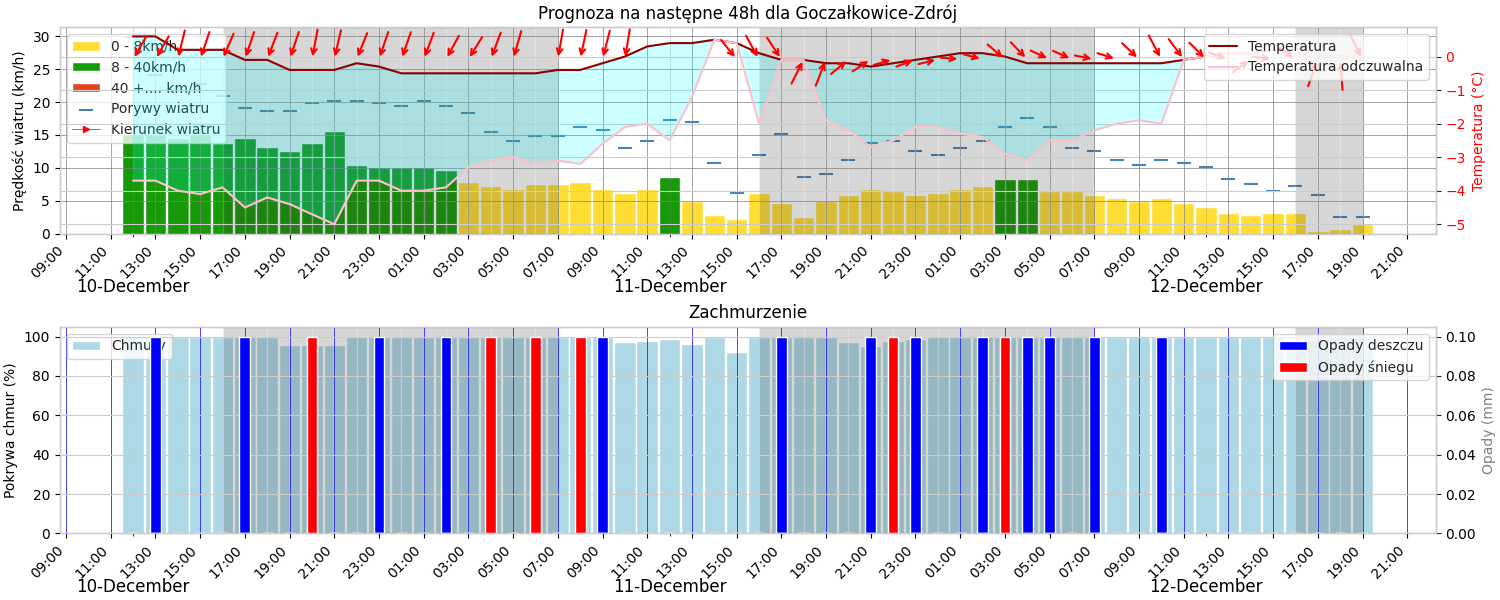 Prognoza na następne 48h dla Goczałkowice-Zdrój
Prędkość wiatru (km/h)
30
25
20
15
10
5
0
0 - 8km/h
8 - 40km/h
40 +.... km/h
Porywy wiatru
Kierunek wiatru
Temperatura
Temperatura odczuwalna
0
−1
−2
−3
−4
−5
Temperatura (°C)
09:00 11:00 13:00 15:00 17:00 19:00 21:00 23:00 01:00 03:00 05:00 07:00 09:00 11:00 13:00 15:00 17:00 19:00 21:00 23:00 01:00 03:00 05:00 07:00 09:00 11:00 13:00 15:00 17:00 19:00 21:00
10-December 11-December 12-December
Zachmurzenie
Pokrywa chmur (%)
100
80
60
40
20
0
Chmury
Opady deszczu
Opady śniegu
0.10
0.08
0.06
0.04
0.02
0.00
Opady (mm)
09:00 11:00 13:00 15:00 17:00 19:00 21:00 23:00 01:00 03:00 05:00 07:00 09:00 11:00 13:00 15:00 17:00 19:00 21:00 23:00 01:00 03:00 05:00 07:00 09:00 11:00 13:00 15:00 17:00 19:00 21:00
10-December 11-December 12-December